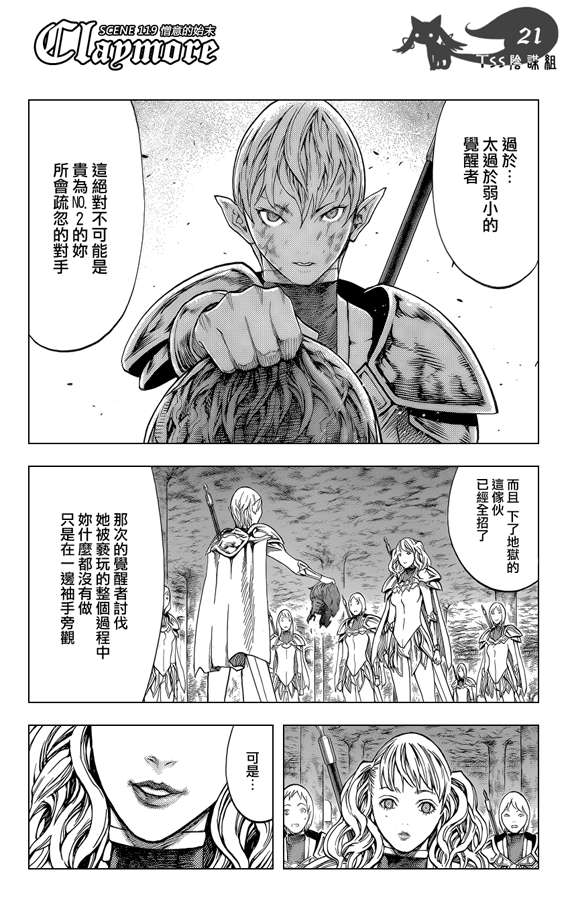 SCENE 119 憎意的始末
Claymore
21
Tss陰謀組
過於…
太過於弱小的
覺醒者
這絕對不可能是
貴為NO.2的妳
所會疏忽的對手
而且 下了地獄的
這傢伙
已經全招了
那次的覺醒者討伐
她被褻玩的整個過程中
妳什麼都沒有做
只是在一邊袖手旁觀
可是…